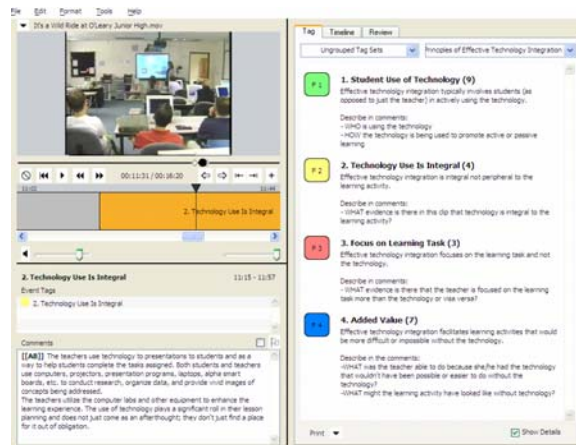 File Edit Format Tools Help
It's a Wild Ride at O'Leary Junior High.mov
00:11:31 / 00:16:20
11:02 11:44
2. Technology Use Is Integral
2. Technology Use Is Integral 11:15 - 11:57
Event Tags
2. Technology Use Is Integral
Comments
[[AB]] The teachers use technology to presentations to students and as a
way to help students complete the tasks assigned. Both students and teachers
use computers, projectors, presentation programs, laptops, alpha smart
boards, etc. to conduct research, organize data, and provide vivid images of
concepts being addressed.
The teachers utilize the computer labs and other equipment to enhance the
learning experience. The use of technology plays a significant roll in their lesson
planning and does not just come as an afterthought; they don't just find a place
for it out of obligation.
Tag Timeline Review
Ungrouped Tag Sets Principles of Effective Technology Integration
P 1
1. Student Use of Technology (9)
Effective technology integration typically involves students (as
opposed to just the teacher) in actively using the technology.
Describe in comments:
-WHO is using the technology
-HOW the technology is being used to promote active or passive
learning
P 2
2. Technology Use Is Integral (4)
Effective technology integration is integral not peripheral to the
learning activity.
Describe in comments:
-WHAT evidence is there in this clip that technology is integral to the
learning activity?
P 3
3. Focus on Learning Task (3)
Effective technology integration focuses on the learning task and not
the technology.
Describe in comments:
-WHAT evidence is there that the teacher is focused on the learning
task more than the technology or visa versa?
P 4
4. Added Value (7)
Effective technology integration facilitates learning activities that would
be more difficult or impossible without the technology.
Describe in the comments:
-WHAT was the teacher able to do because she/he had the technology
that wouldn't have been possible or easier to do without the
technology?
-WHAT might the learning activity have looked like without technology?
Print Show Details